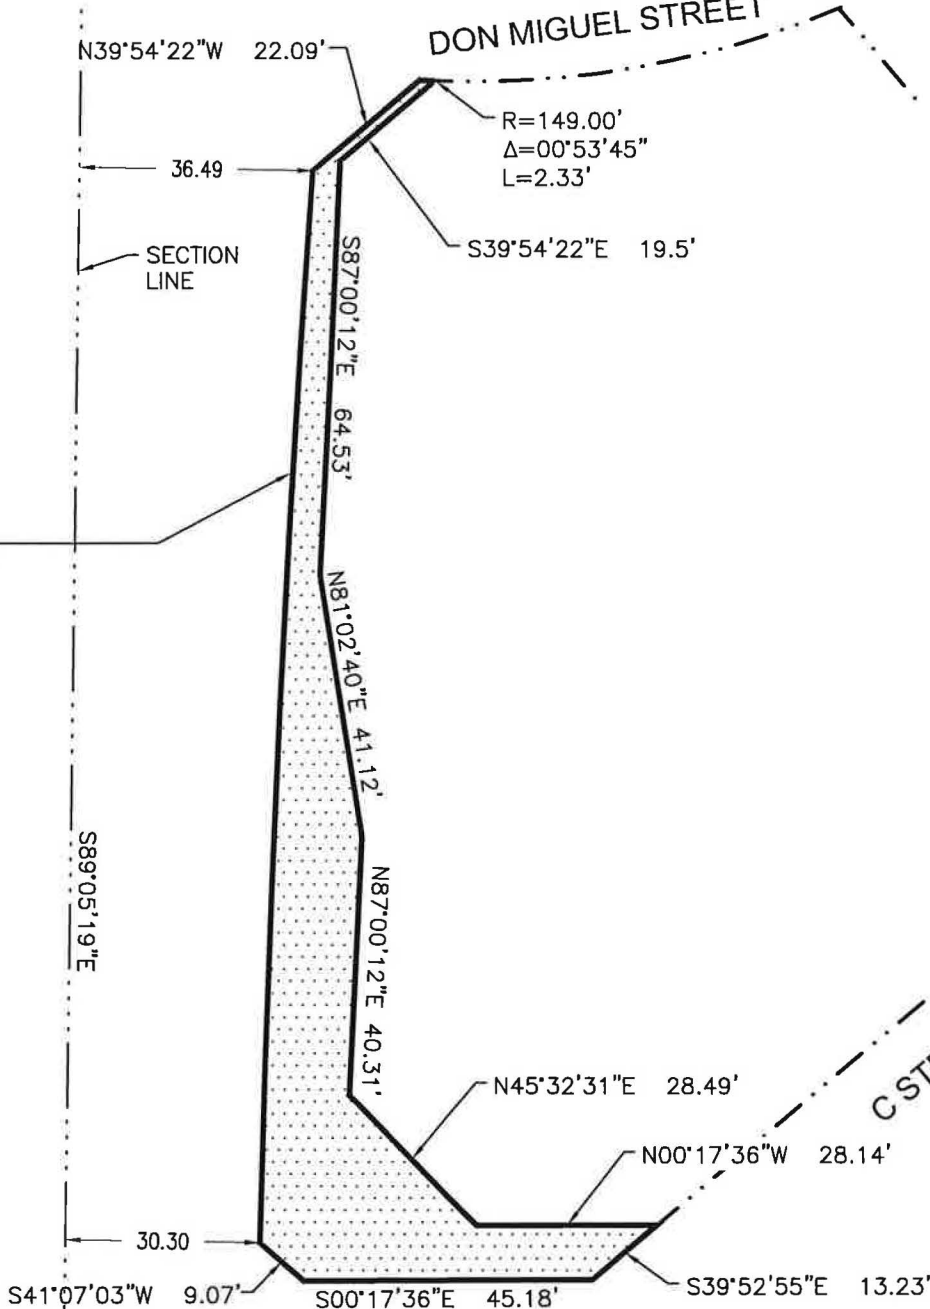 DON MIGUEL STREET
N39°54'22"W 22.09'
R=149.00'
Δ=00°53'45"
L=2.33'
36.49
S39°54'22"E 19.5'
SECTION
LINE
S87°00'12"E 64.53'
N81°02'40"E 41.12'
S89°05'19"E
N87°00'12"E 40.31'
N45°32'31"E 28.49'
C ST
N00°17'36"W 28.14'
30.30
S41°07'03"W 9.07'
S00°17'36"E 45.18'
S39°52'55"E 13.23'